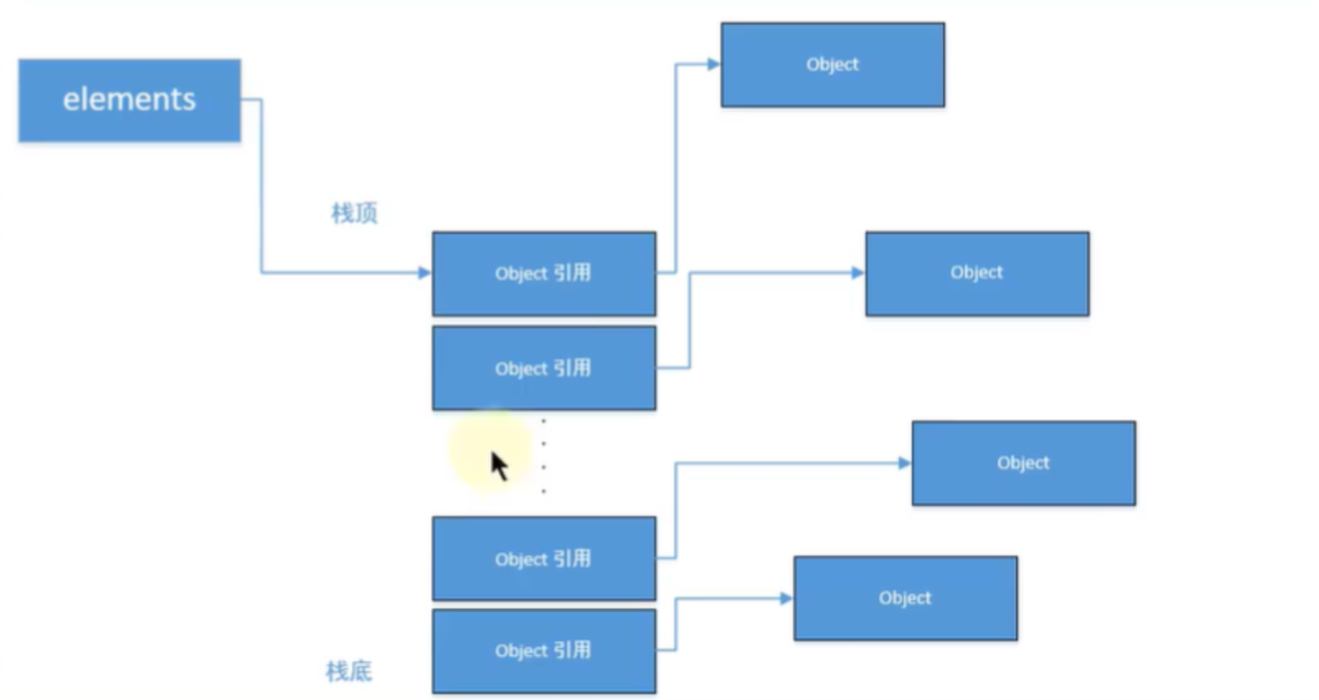 Object
elements
栈顶
Object 引用
Object
Object 引用
Object
Object 引用
Object
Object 引用
栈底